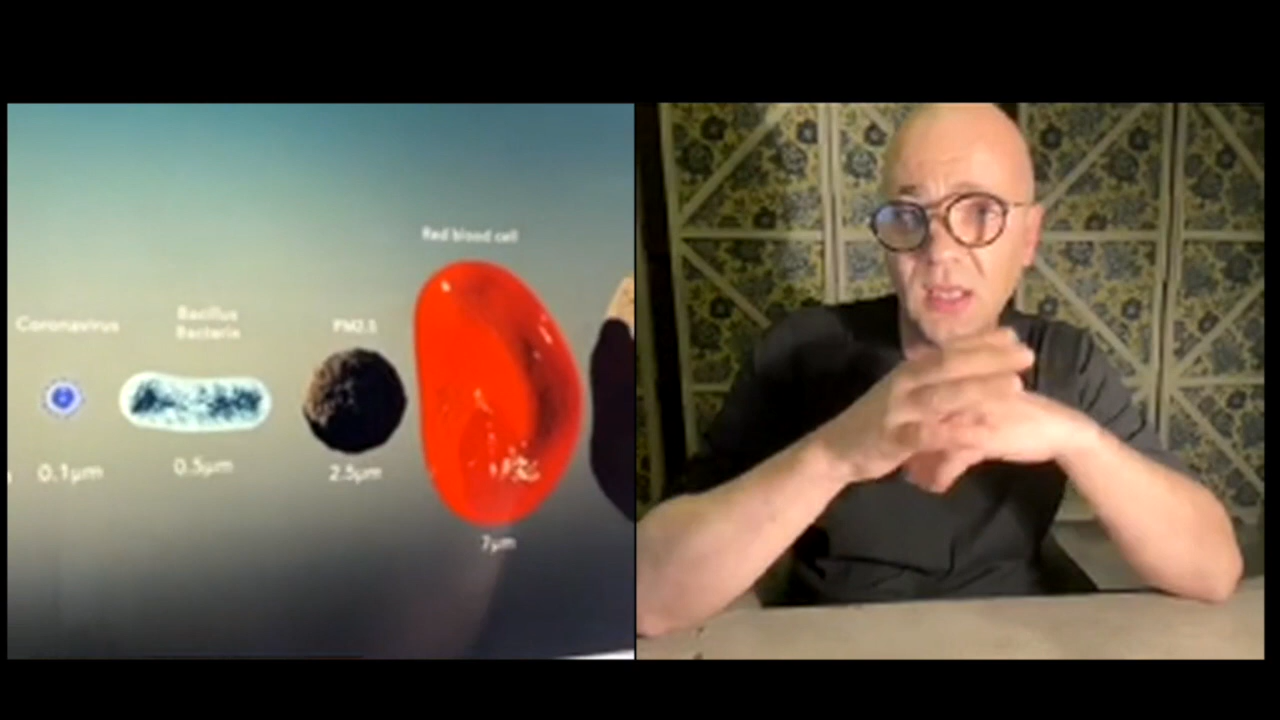 Red blood cell
Coronavirus
Bacillus
Bacteria
PM2.5
0.1µm
0.5µm
2.5µm
7µm